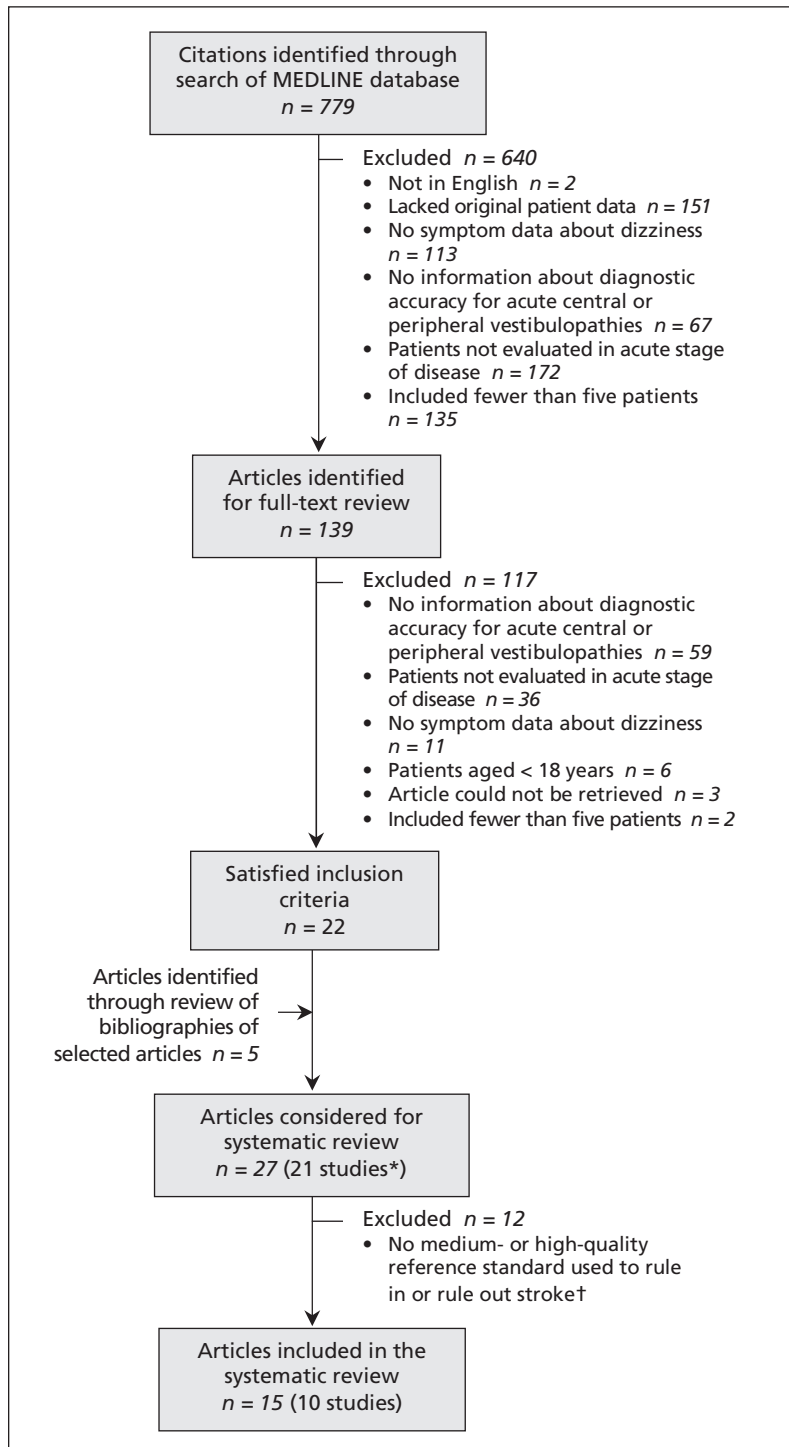 Citations identified through
search of MEDLINE database
n = 779
Excluded n = 640
• Not in English n = 2
• Lacked original patient data n = 151
• No symptom data about dizziness
n = 113
• No information about diagnostic
accuracy for acute central or
peripheral vestibulopathies n = 67
• Patients not evaluated in acute stage
of disease n = 172
• Included fewer than five patients
n = 135
Articles identified
for full-text review
n = 139
Excluded n = 117
• No information about diagnostic
accuracy for acute central or
peripheral vestibulopathies n = 59
• Patients not evaluated in acute stage
of disease n = 36
• No symptom data about dizziness
n = 11
• Patients aged < 18 years n = 6
• Article could not be retrieved n = 3
• Included fewer than five patients n = 2
Satisfied inclusion
criteria
n = 22
Articles identified
through review of
bibliographies of
selected articles n = 5
Articles considered for
systematic review
n = 27 (21 studies*)
Excluded n = 12
• No medium- or high-quality
reference standard used to rule
in or rule out stroke†
Articles included in the
systematic review
n = 15 (10 studies)